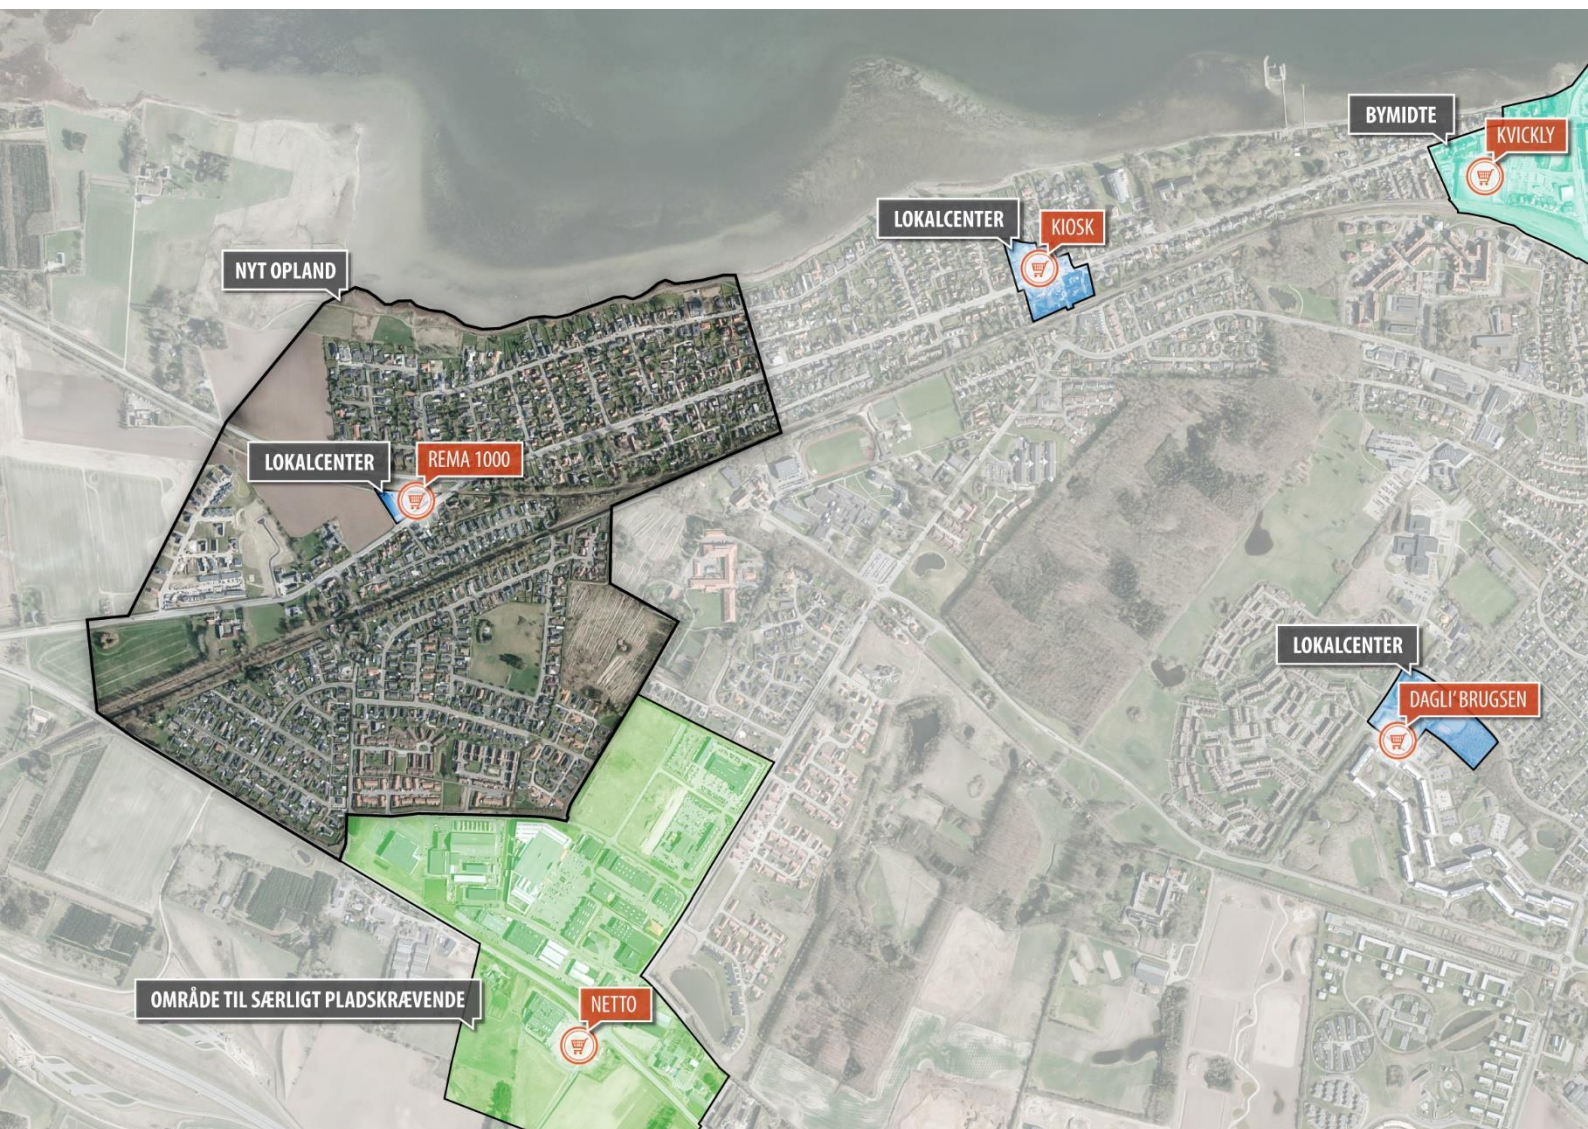 BYMIDTE
KVICKLY
LOKALCENTER
KIOSK
NYT OPLAND
LOKALCENTER
REMA 1000
LOKALCENTER
DAGLI' BRUGSEN
OMRÅDE TIL SÆRLIGT PLADSKRÆVENDE
NETTO